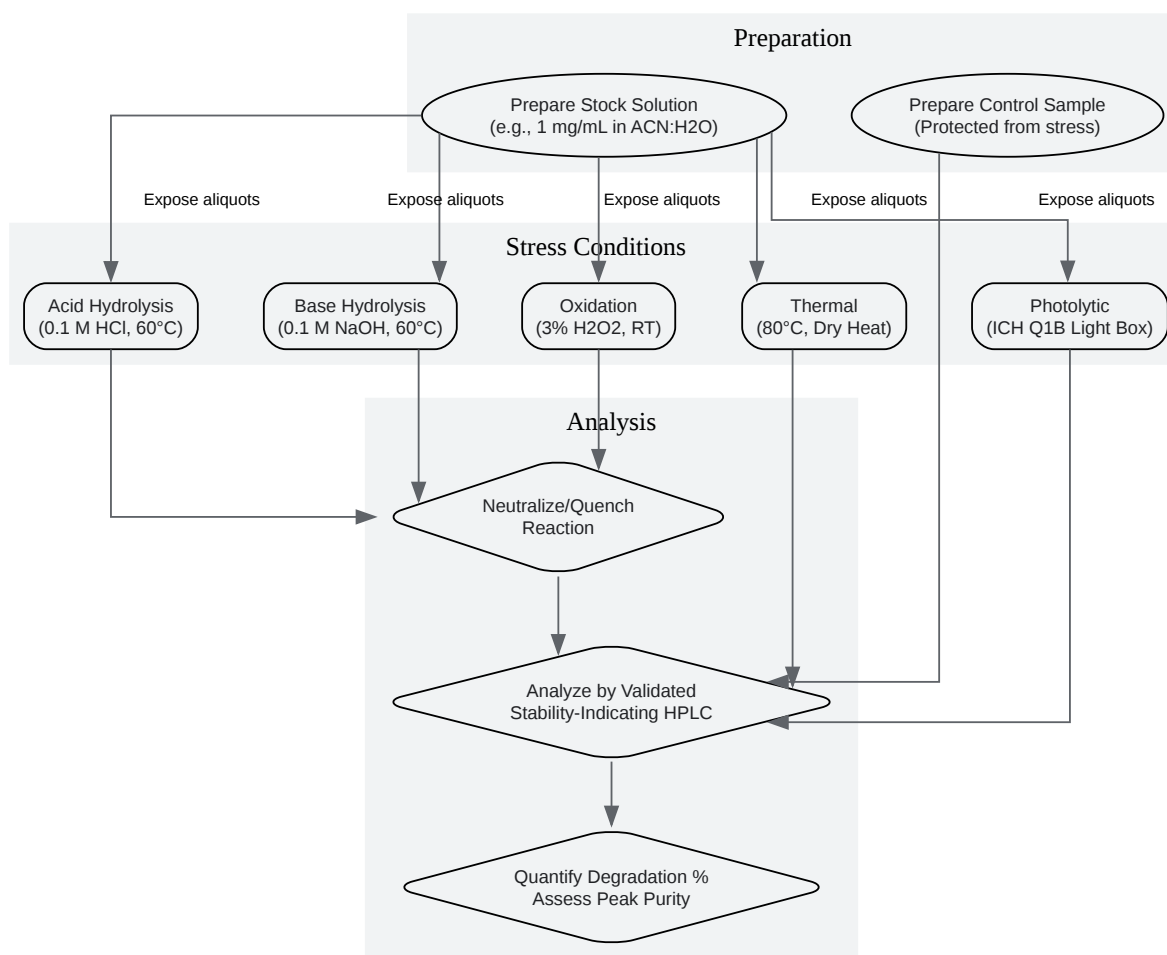 Preparation
Prepare Stock Solution
(e.g., 1 mg/mL in ACN:H2O)
Prepare Control Sample
(Protected from stress)
Expose aliquots
Expose aliquots
Expose aliquots
Expose aliquots
Expose aliquots
Stress Conditions
Acid Hydrolysis
(0.1 M HCl, 60°C)
Base Hydrolysis
(0.1 M NaOH, 60°C)
Oxidation
(3% H2O2, RT)
Thermal
(80°C, Dry Heat)
Photolytic
(ICH Q1B Light Box)
Analysis
Neutralize/Quench
Reaction
Analyze by Validated
Stability-Indicating HPLC
Quantify Degradation %
Assess Peak Purity